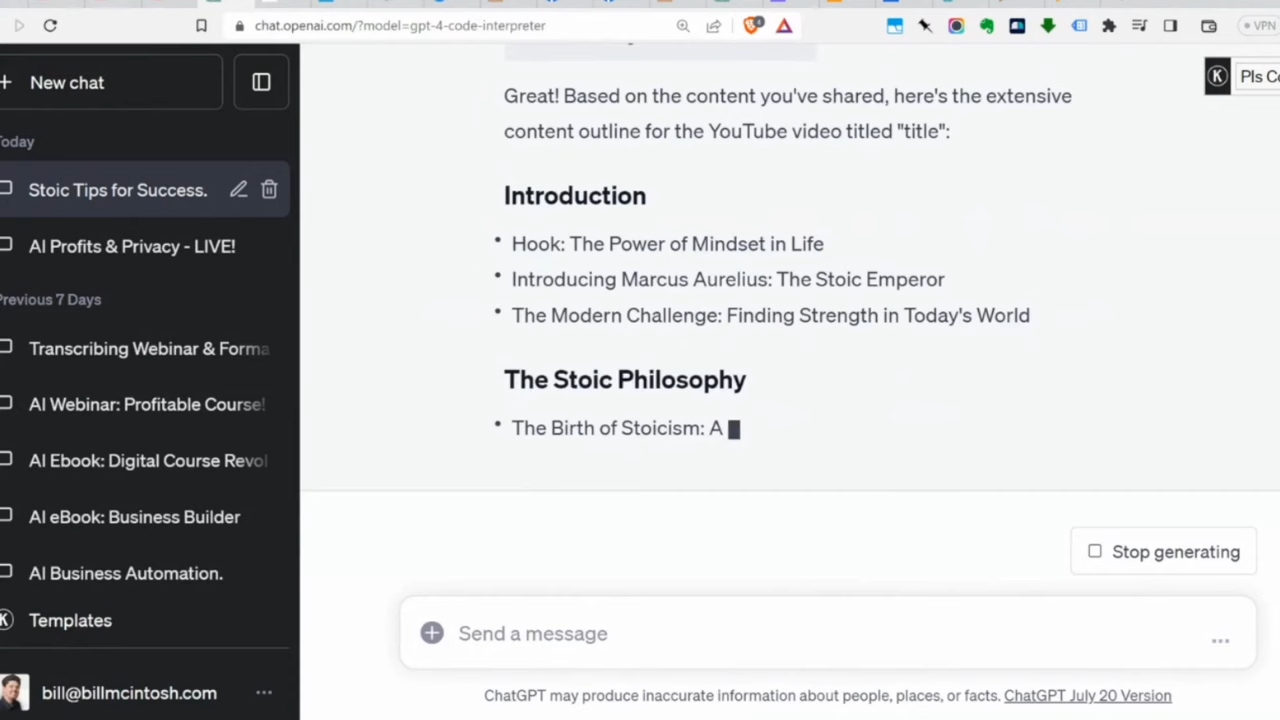 chat.openai.com/?model=gpt-4-code-interpreter
4
VPN
New chat
Today
Stoic Tips for Success.
AI Profits & Privacy - LIVE!
Previous 7 Days
Transcribing Webinar & Forma
AI Webinar: Profitable Course!
AI Ebook: Digital Course Revol
AI eBook: Business Builder
AI Business Automation.
K Templates
bill@billmcintosh.com
K Pls Co
Great! Based on the content you've shared, here's the extensive
content outline for the YouTube video titled "title":
Introduction
• Hook: The Power of Mindset in Life
• Introducing Marcus Aurelius: The Stoic Emperor
• The Modern Challenge: Finding Strength in Today's World
The Stoic Philosophy
• The Birth of Stoicism: A
Stop generating
Send a message
ChatGPT may produce inaccurate information about people, places, or facts. ChatGPT July 20 Version